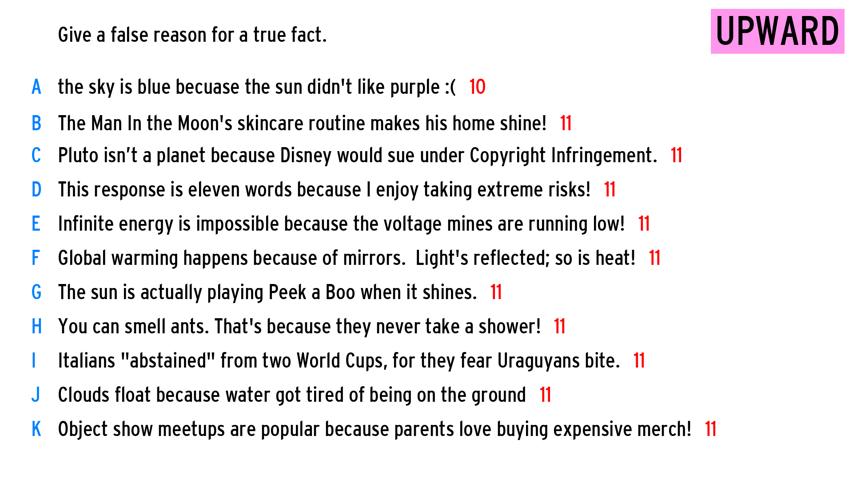 Give a false reason for a true fact.
UPWARD
A the sky is blue becuase the sun didn't like purple :( 10
B The Man In the Moon's skincare routine makes his home shine! 11
C Pluto isn’t a planet because Disney would sue under Copyright Infringement. 11
D This response is eleven words because I enjoy taking extreme risks! 11
E Infinite energy is impossible because the voltage mines are running low! 11
F Global warming happens because of mirrors.  Light's reflected; so is heat! 11
G The sun is actually playing Peek a Boo when it shines. 11
H You can smell ants. That's because they never take a shower! 11
I Italians "abstained" from two World Cups, for they fear Uraguyans bite. 11
J Clouds float because water got tired of being on the ground 11
K Object show meetups are popular because parents love buying expensive merch! 11